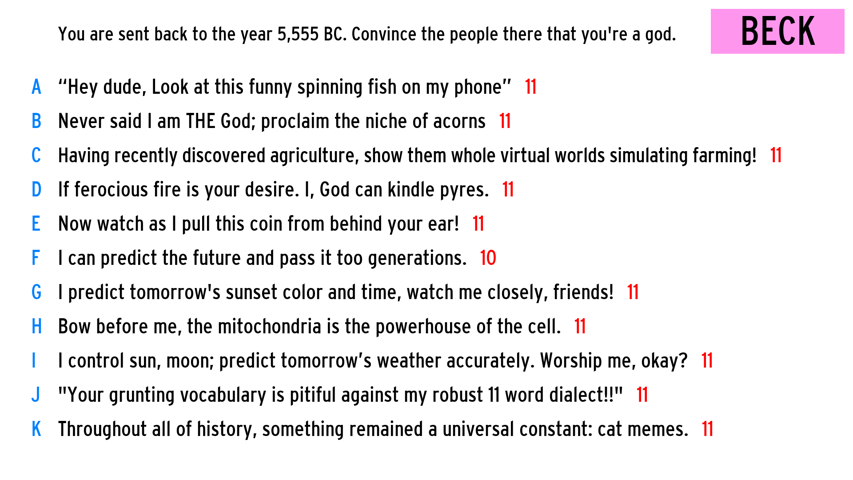 You are sent back to the year 5,555 BC. Convince the people there that you're a god.
BECK
A “Hey dude, Look at this funny spinning fish on my phone” 11
B Never said I am THE God; proclaim the niche of acorns 11
C Having recently discovered agriculture, show them whole virtual worlds simulating farming! 11
D If ferocious fire is your desire. I, God can kindle pyres. 11
E Now watch as I pull this coin from behind your ear! 11
F I can predict the future and pass it too generations. 10
G I predict tomorrow's sunset color and time, watch me closely, friends! 11
H Bow before me, the mitochondria is the powerhouse of the cell. 11
I I control sun, moon; predict tomorrow’s weather accurately. Worship me, okay? 11
J "Your grunting vocabulary is pitiful against my robust 11 word dialect!!" 11
K Throughout all of history, something remained a universal constant: cat memes. 11